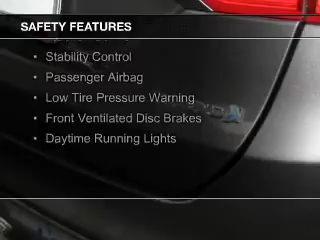 SAFETY FEATURES
• Stability Control
• Passenger Airbag
• Low Tire Pressure Warning
• Front Ventilated Disc Brakes
• Daytime Running Lights